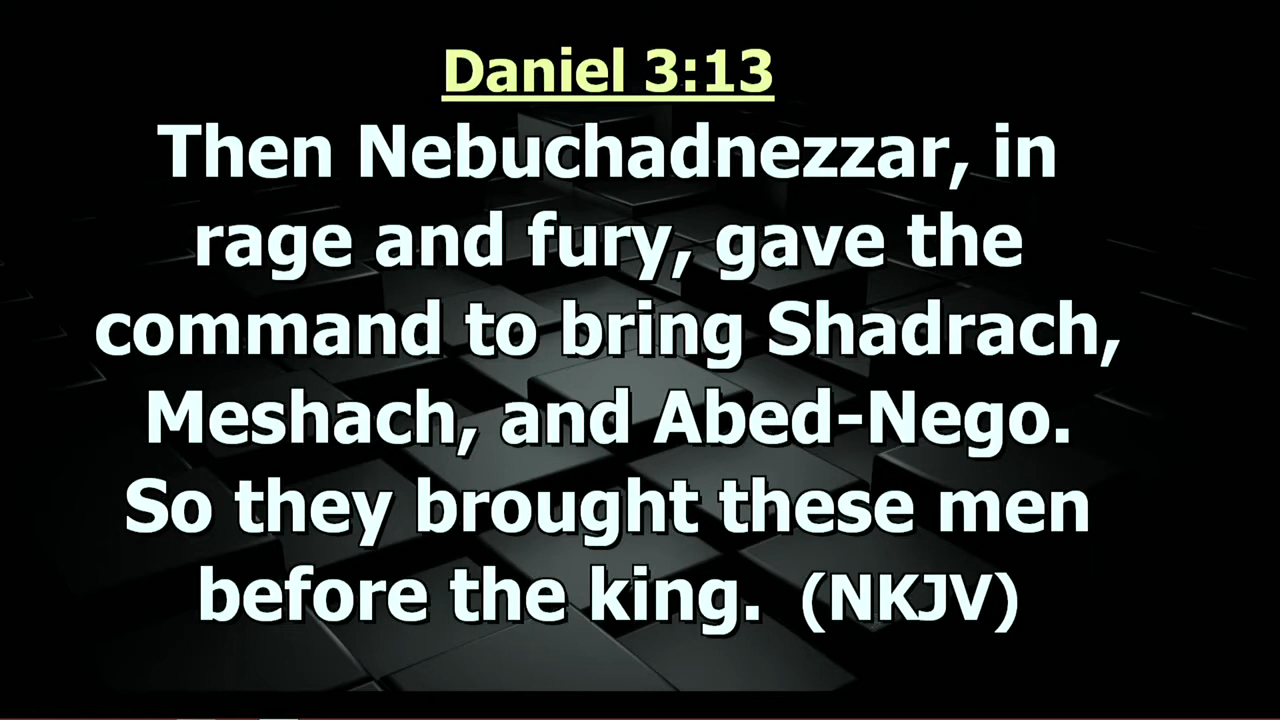 Daniel 3:13
Then Nebuchadnezzar, in
rage and fury, gave the
command to bring Shadrach,
Meshach, and Abed-Nego.
So they brought these men
before the king. (NKJV)